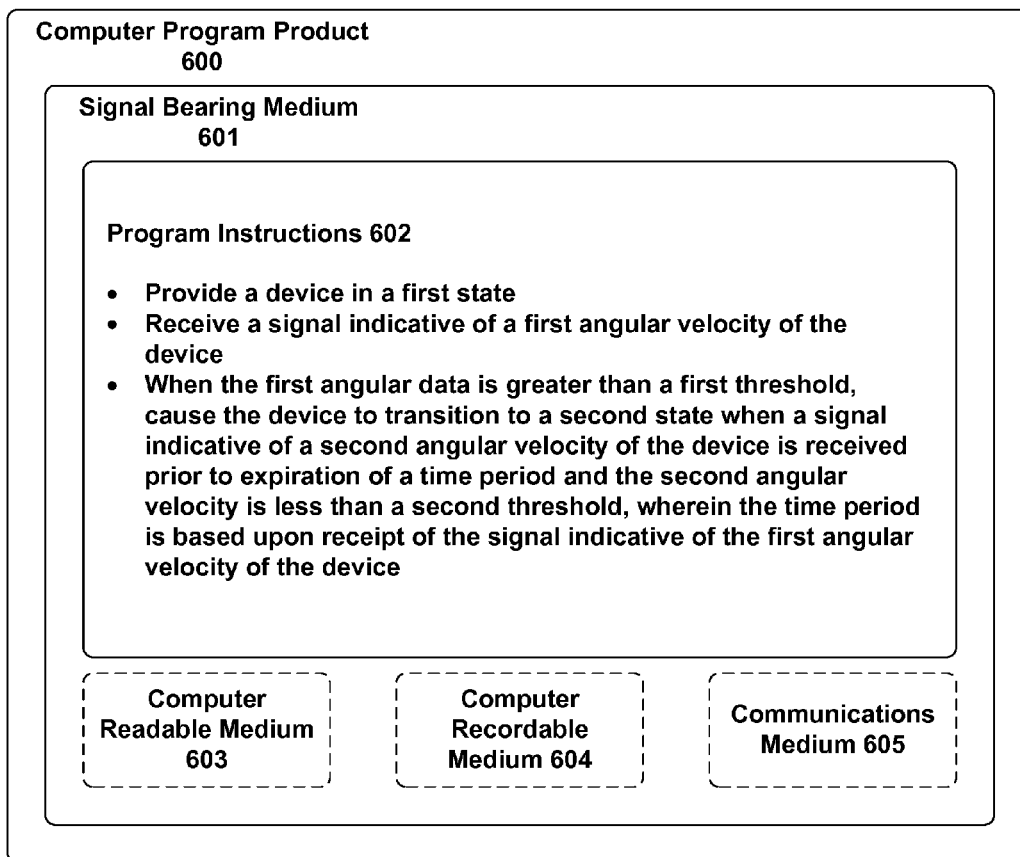 Computer Program Product
600
Signal Bearing Medium
601
Program Instructions 602
• Provide a device in a first state
• Receive a signal indicative of a first angular velocity of the
device
• When the first angular data is greater than a first threshold,
cause the device to transition to a second state when a signal
indicative of a second angular velocity of the device is received
prior to expiration of a time period and the second angular
velocity is less than a second threshold, wherein the time period
is based upon receipt of the signal indicative of the first angular
velocity of the device
Computer
Readable Medium
603
Computer
Recordable
Medium 604
Communications
Medium 605